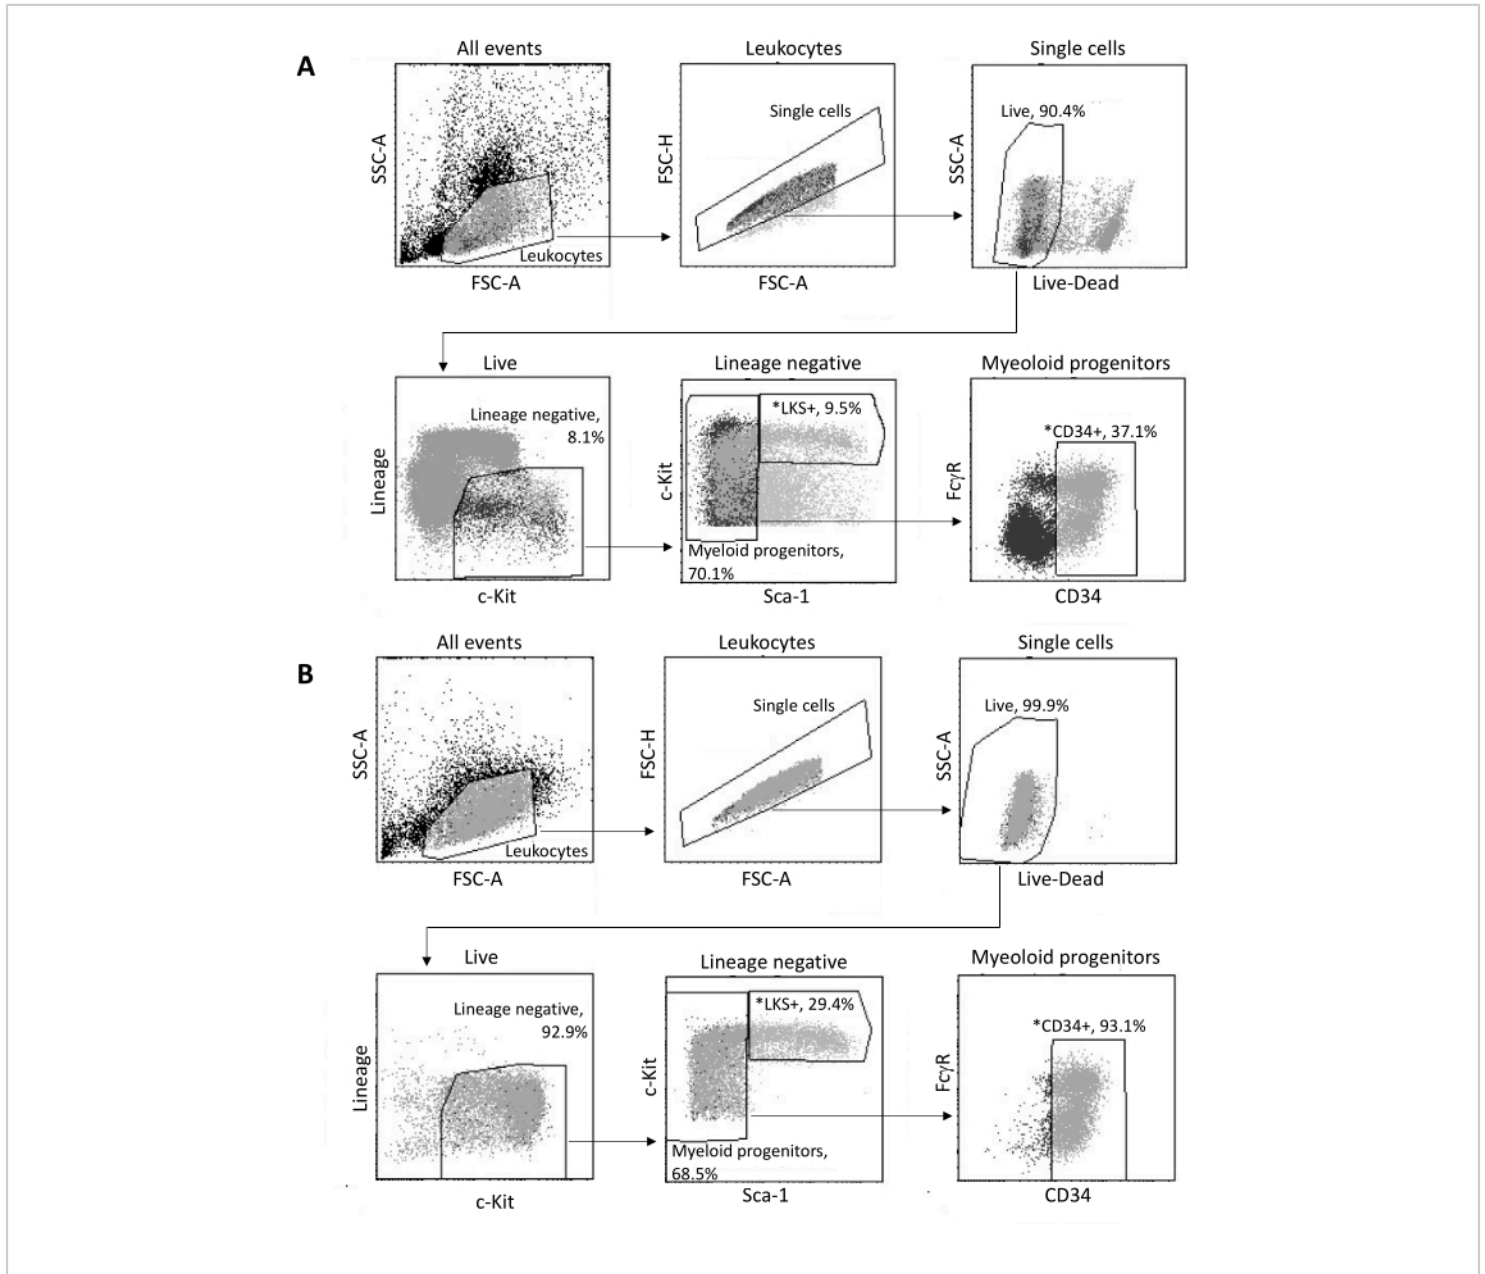 A
All events
Leukocytes
Single cells
SSC-A
Leukocytes
FSC-A
FSC-H
Single cells
FSC-A
SSC-A
Live, 90.4%
Live-Dead
Live
Lineage negative
Myeoloid progenitors
Lineage
Lineage negative,
8.1%
c-Kit
c-Kit
*LKS+, 9.5%
Myeloid progenitors,
70.1%
Sca-1
FcγR
*CD34+, 37.1%
CD34
B
All events
Leukocytes
Single cells
SSC-A
Leukocytes
FSC-A
FSC-H
Single cells
FSC-A
SSC-A
Live, 99.9%
Live-Dead
Live
Lineage negative
Myeoloid progenitors
Lineage
Lineage negative,
92.9%
c-Kit
c-Kit
*LKS+, 29.4%
Myeloid progenitors,
68.5%
Sca-1
FcγR
*CD34+, 93.1%
CD34